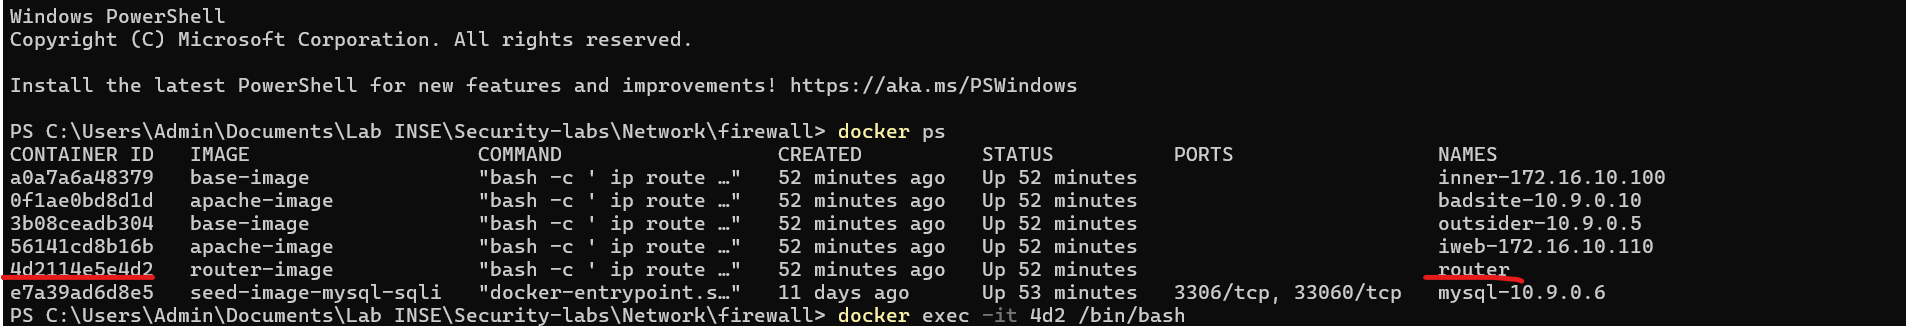 Windows PowerShell
Copyright (C) Microsoft Corporation. All rights reserved.
Install the latest PowerShell for new features and improvements! https://aka.ms/PSWindows
PS C:\Users\Admin\Documents\Lab INSE\Security-labs\Network\firewall> docker ps
CONTAINER ID   IMAGE                   COMMAND                  CREATED          STATUS          PORTS                 NAMES
a0a7a6a48379   base-image              "bash -c ' ip route …"   52 minutes ago   Up 52 minutes                         inner-172.16.10.100
0f1ae0bd8d1d   apache-image            "bash -c ' ip route …"   52 minutes ago   Up 52 minutes                         badsite-10.9.0.10
3b08ceadb304   base-image              "bash -c ' ip route …"   52 minutes ago   Up 52 minutes                         outsider-10.9.0.5
56141cd8b16b   apache-image            "bash -c ' ip route …"   52 minutes ago   Up 52 minutes                         iweb-172.16.10.110
4d2114e5e4d2   router-image            "bash -c ' ip route …"   52 minutes ago   Up 52 minutes                         router
e7a39ad6d8e5   seed-image-mysql-sqli   "docker-entrypoint.s…"   11 days ago      Up 53 minutes   3306/tcp, 33060/tcp   mysql-10.9.0.6
PS C:\Users\Admin\Documents\Lab INSE\Security-labs\Network\firewall> docker exec -it 4d2 /bin/bash